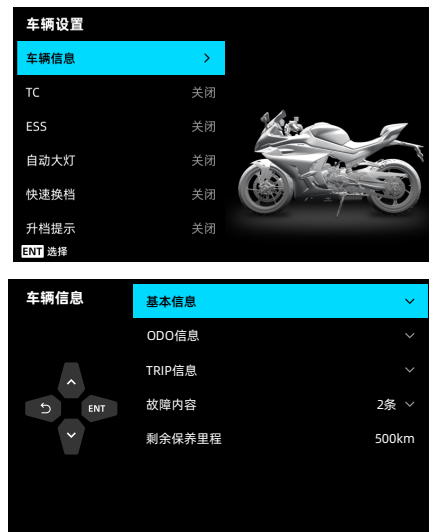 车辆设置
车辆信息
TC 关闭
ESS 关闭
自动大灯 关闭
快速换档 关闭
升档提示 关闭
ENT 选择
车辆信息
基本信息
ODO信息
TRIP信息
ENT
故障内容 2条
剩余保养里程 500km